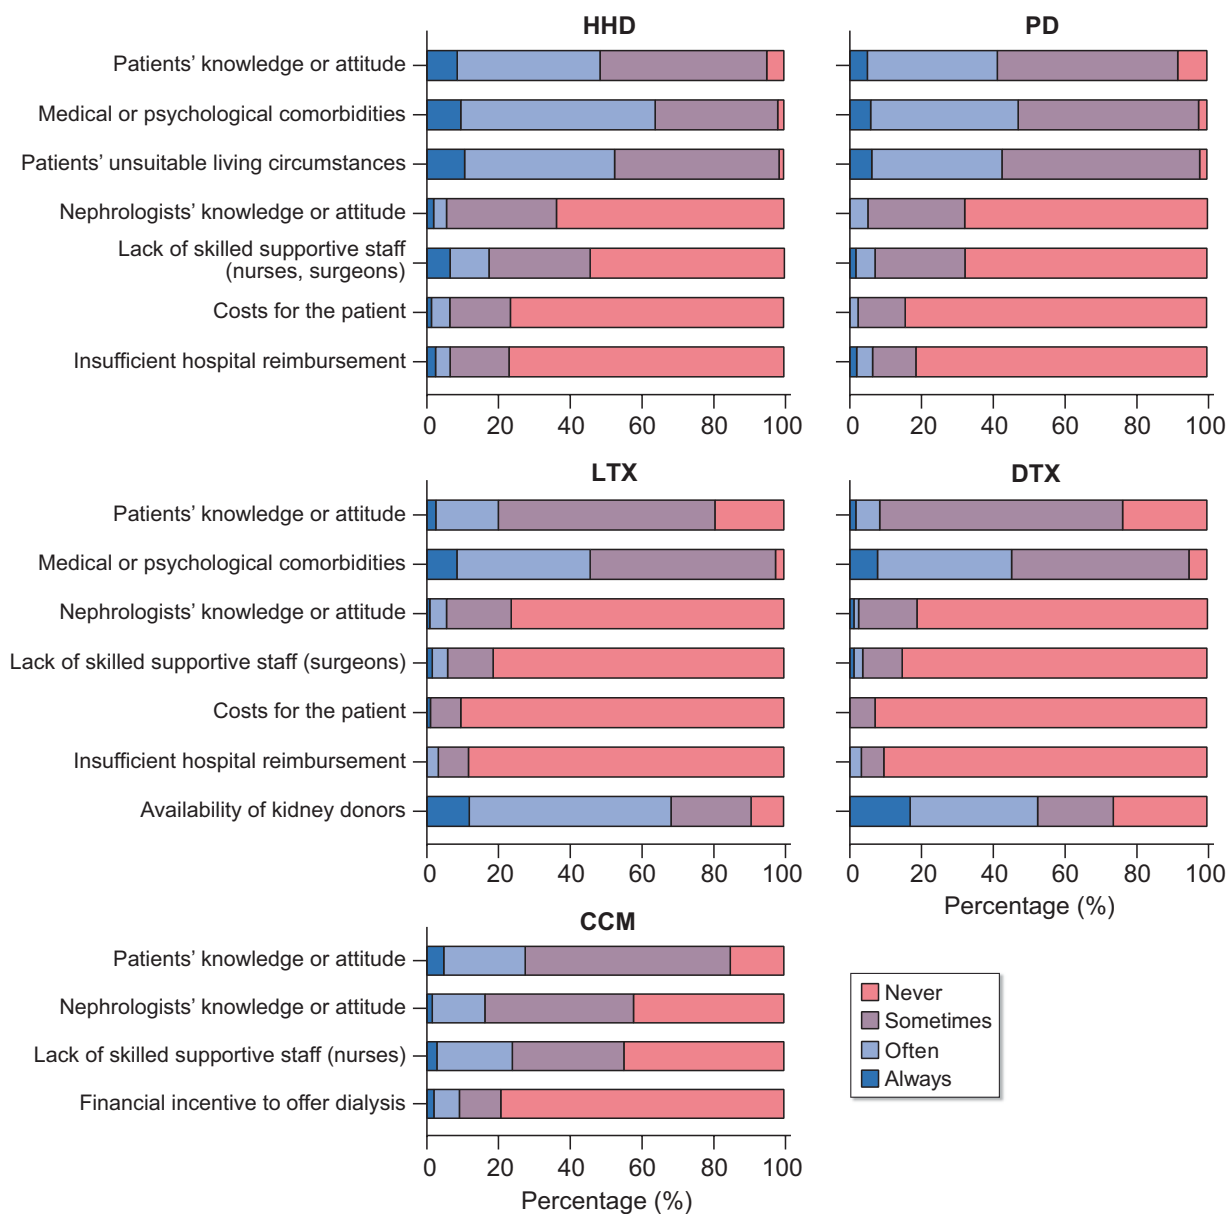 HHD
Patients’ knowledge or attitude
Medical or psychological comorbidities
Patients’ unsuitable living circumstances
Nephrologists’ knowledge or attitude
Lack of skilled supportive staff
(nurses, surgeons)
Costs for the patient
Insufficient hospital reimbursement
0 20 40 60 80 100
PD
0 20 40 60 80 100
LTX
Patients’ knowledge or attitude
Medical or psychological comorbidities
Nephrologists’ knowledge or attitude
Lack of skilled supportive staff (surgeons)
Costs for the patient
Insufficient hospital reimbursement
Availability of kidney donors
0 20 40 60 80 100
DTX
0 20 40 60 80 100
Percentage (%)
CCM
Patients’ knowledge or attitude
Nephrologists’ knowledge or attitude
Lack of skilled supportive staff (nurses)
Financial incentive to offer dialysis
0 20 40 60 80 100
Percentage (%)
Never
Sometimes
Often
Always